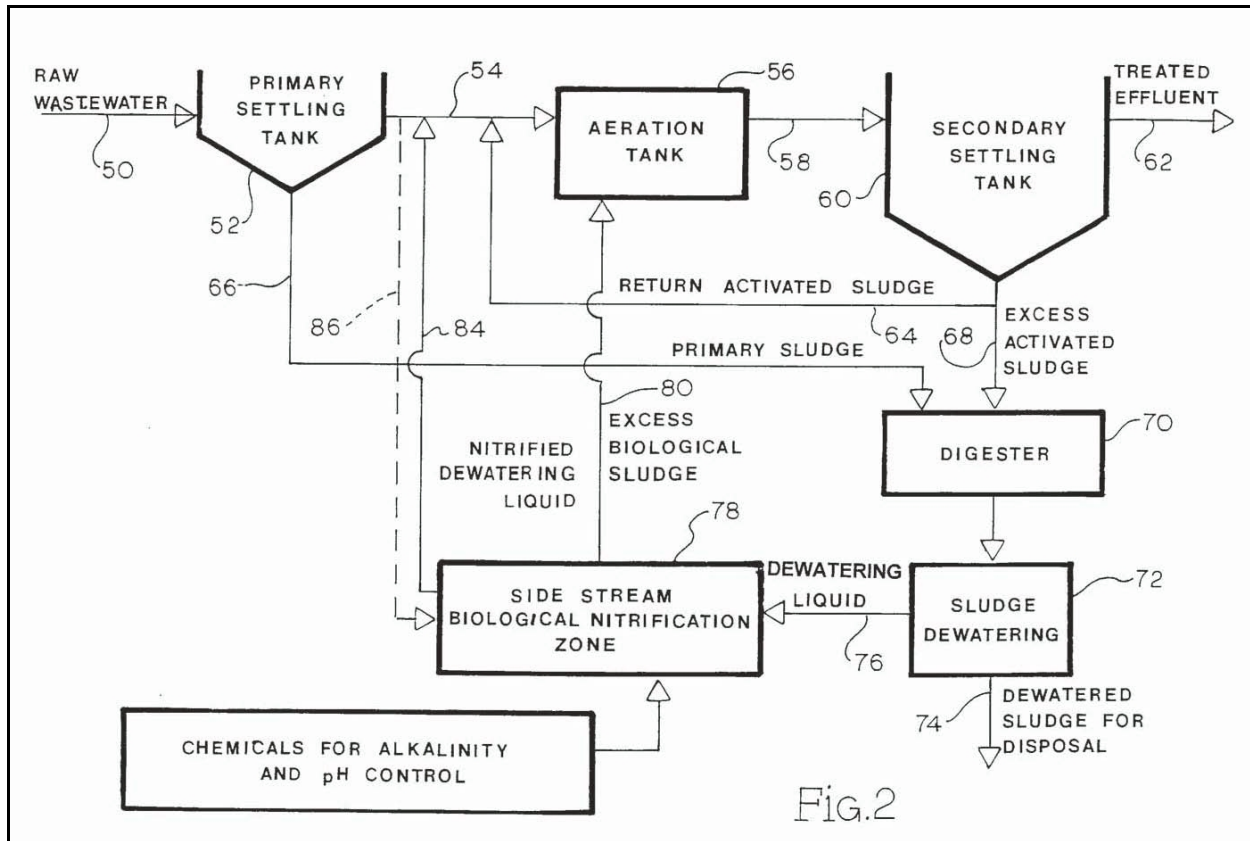 RAW
WASTEWATER
50
PRIMARY
SETTLING
TANK
52
54
56
AERATION
TANK
58
SECONDARY
SETTLING
TANK
60
TREATED
EFFLUENT
62
66
86
84
RETURN ACTIVATED SLUDGE
64
68
EXCESS
ACTIVATED
SLUDGE
PRIMARY SLUDGE
80
EXCESS
BIOLOGICAL
SLUDGE
NITRIFIED
DEWATERING
LIQUID
70
DIGESTER
78
SIDE STREAM
BIOLOGICAL NITRIFICATION
ZONE
DEWATERING
LIQUID
76
72
SLUDGE
DEWATERING
74
DEWATERED
SLUDGE FOR
DISPOSAL
CHEMICALS FOR ALKALINITY
AND pH CONTROL
Fig.2